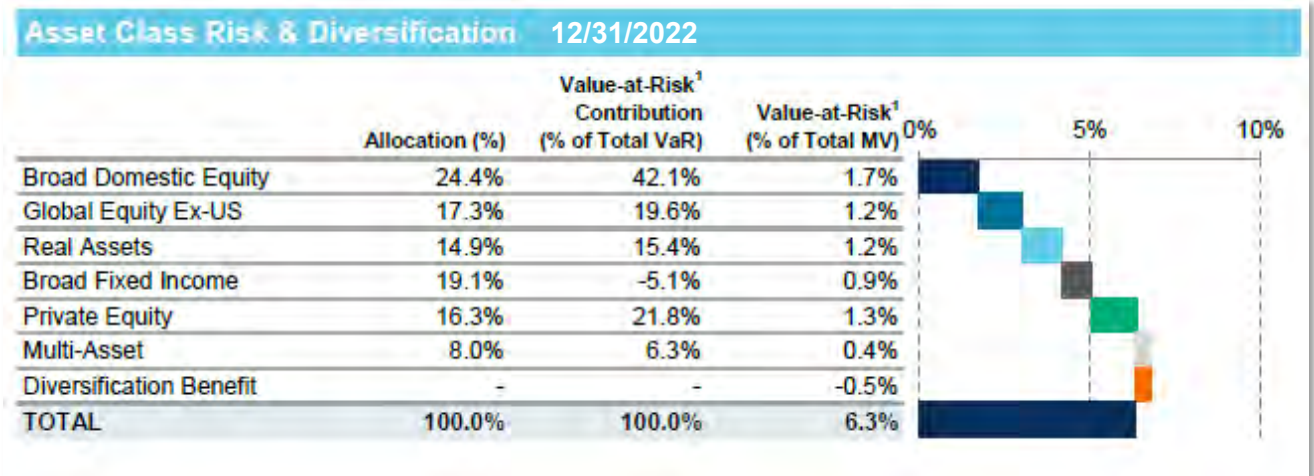 Asset Class Risk & Diversification 12/31/2022
Value-at-Risk¹
Contribution Value-at-Risk¹
Allocation (%) (% of Total VaR) (% of Total MV) 0% 5% 10%
Broad Domestic Equity 24.4% 42.1% 1.7%
Global Equity Ex-US 17.3% 19.6% 1.2%
Real Assets 14.9% 15.4% 1.2%
Broad Fixed Income 19.1% -5.1% 0.9%
Private Equity 16.3% 21.8% 1.3%
Multi-Asset 8.0% 6.3% 0.4%
Diversification Benefit - - -0.5%
TOTAL 100.0% 100.0% 6.3%